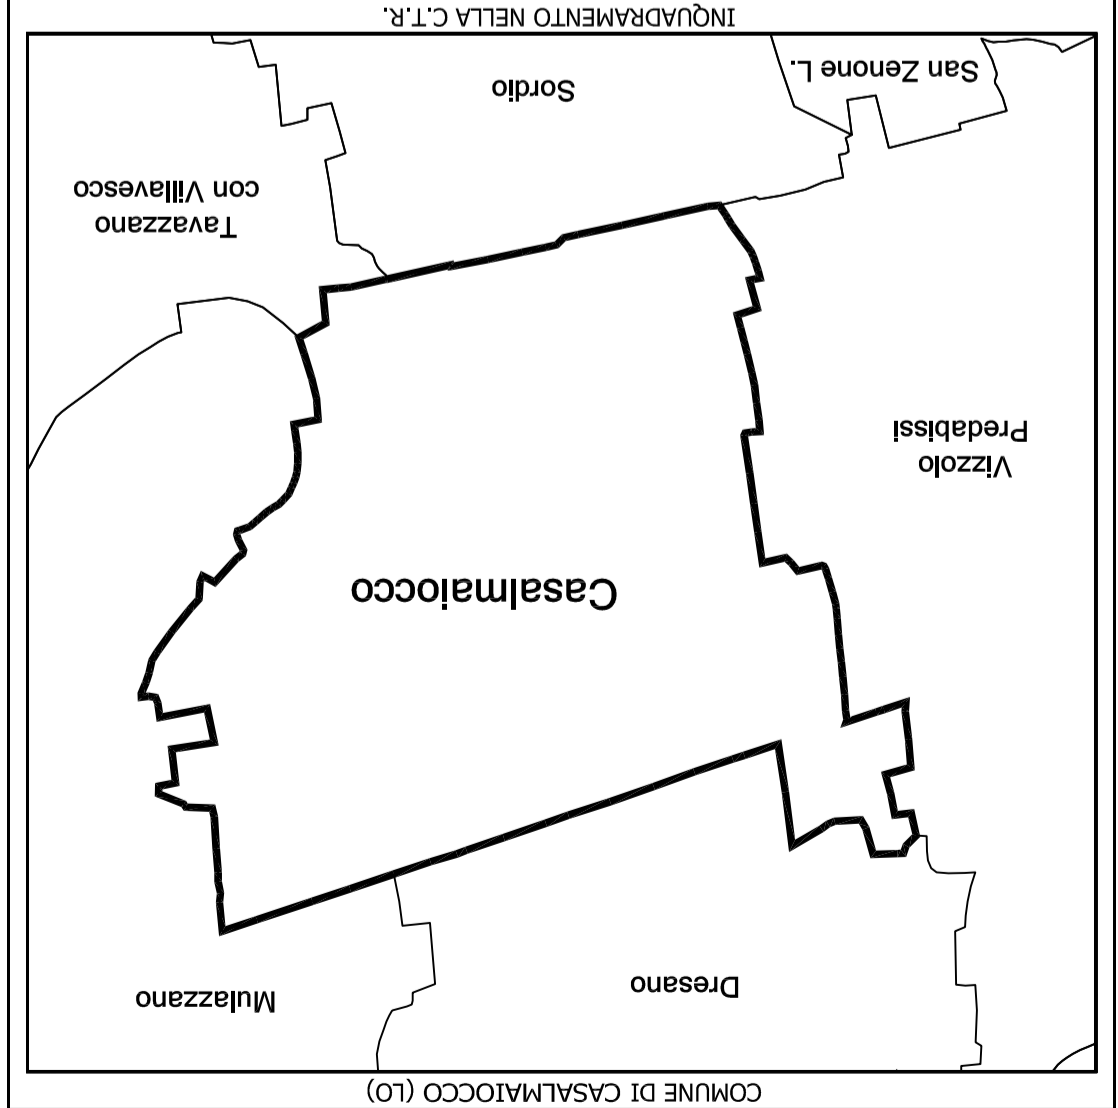 COMUNE DI CASALMAIOCCO (LO)
Dresano
Mulazzano
Casalmaiocco
Vizzolo
Predabissi
Tavazzano
con Villavesco
Sordio
San Zenone L.
INQUADRAMENTO NELLA C.T.R.